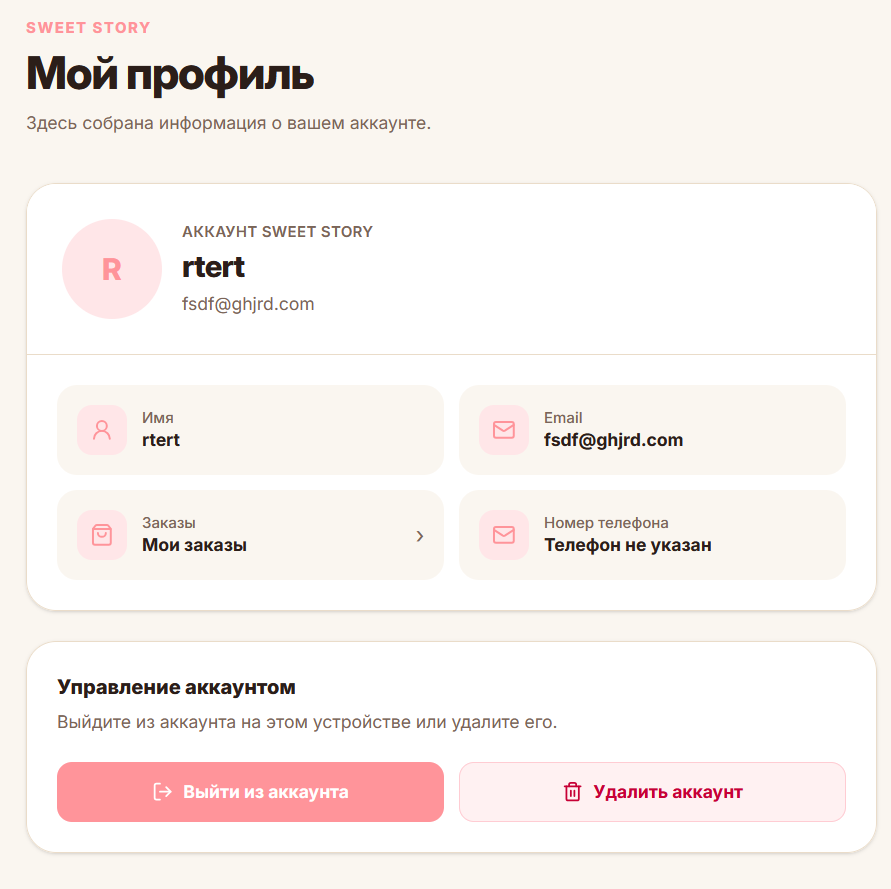 SWEET STORY
Мой профиль
Здесь собрана информация о вашем аккаунте.
R
АККАУНТ SWEET STORY
rtert
fsdf@ghjrd.com
Имя
rtert
Email
fsdf@ghjrd.com
Заказы
Мои заказы
Номер телефона
Телефон не указан
Управление аккаунтом
Выйдите из аккаунта на этом устройстве или удалите его.
Выйти из аккаунта
Удалить аккаунт